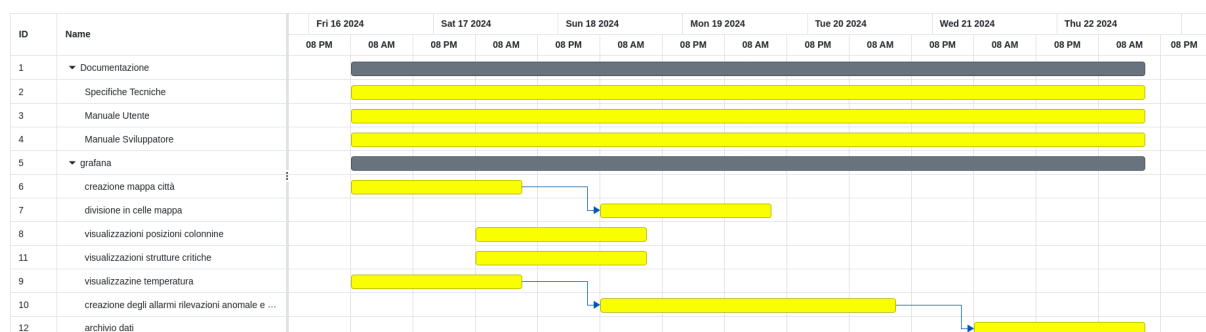 ID Name Fri 16 2024 Sat 17 2024 Sun 18 2024 Mon 19 2024 Tue 20 2024 Wed 21 2024 Thu 22 2024
08 PM 08 AM 08 PM 08 AM 08 PM 08 AM 08 PM 08 AM 08 PM 08 AM 08 PM 08 AM 08 PM 08 AM 08 PM
1 Documentazione
2 Specifiche Tecniche
3 Manuale Utente
4 Manuale Sviluppatore
5 grafana
6 creazione mappa città
7 divisione in celle mappa
8 visualizzazioni posizioni colonnine
11 visualizzazioni strutture critiche
9 visualizzazine temperatura
10 creazione degli allarmi rilevazioni anomale e ...
12 archivio dati